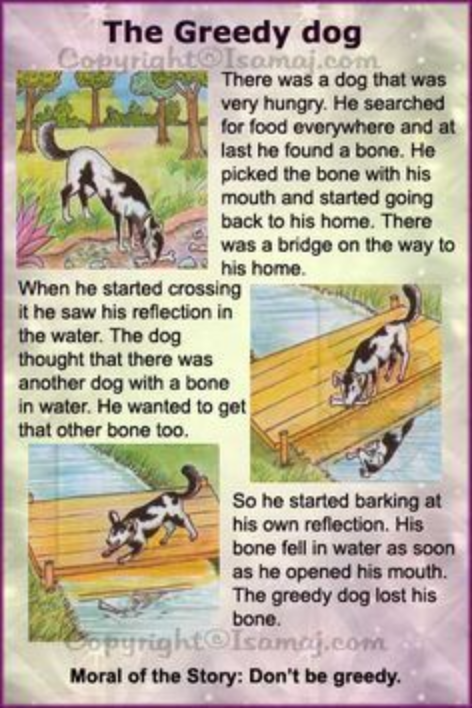 The Greedy dog
Copyright©Isamaj.com
There was a dog that was
very hungry. He searched
for food everywhere and at
last he found a bone. He
picked the bone with his
mouth and started going
back to his home. There
was a bridge on the way to
his home.
When he started crossing
it he saw his reflection in
the water. The dog
thought that there was
another dog with a bone
in water. He wanted to get
that other bone too.
So he started barking at
his own reflection. His
bone fell in water as soon
as he opened his mouth.
The greedy dog lost his
bone.
Copyright©Isamaj.com
Moral of the Story: Don't be greedy.